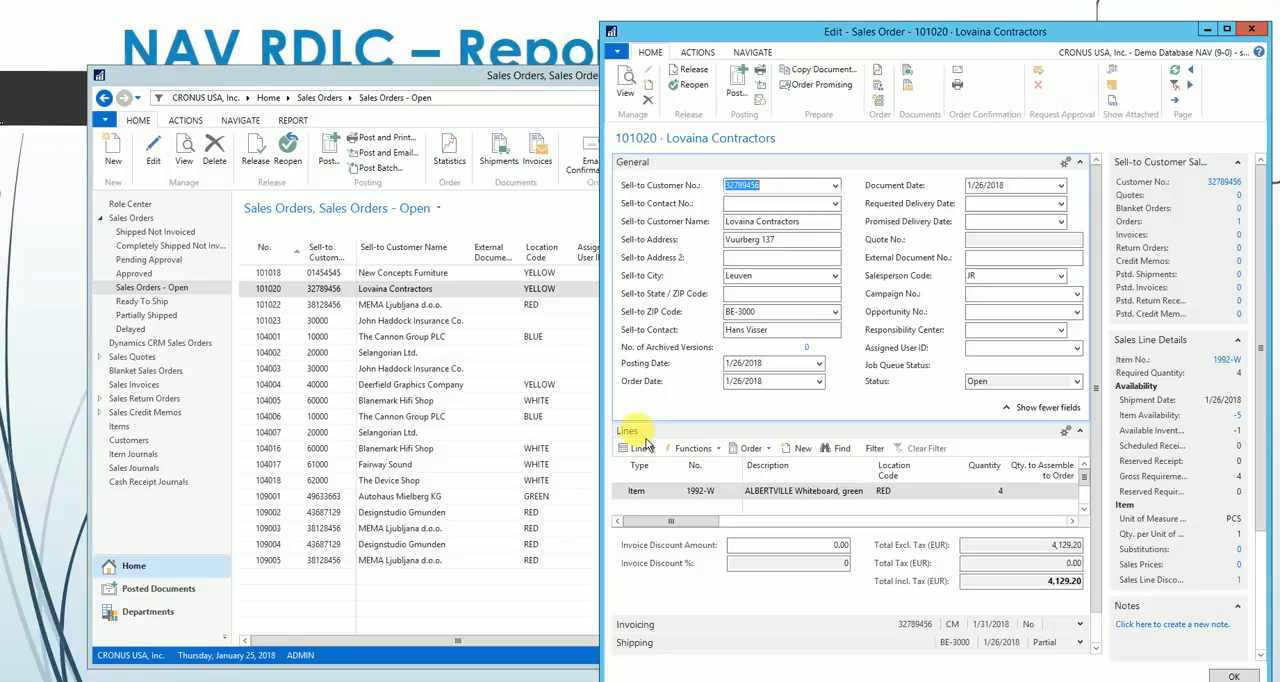 NAV RDLC – Repo
Sales Orders, Sales Orde
CRONUS USA, Inc. Home Sales Orders Sales Orders - Open
HOME ACTIONS NAVIGATE REPORT
New Edit View Delete Release Reopen Post... Post and Print... Post and Email... Post Batch... Statistics Shipments Invoices Ema Confirma
New Manage Release Posting Order Documents Or
Role Center
Sales Orders
Shipped Not Invoiced
Completely Shipped Not Inv...
Pending Approval
Approved
Sales Orders - Open
Ready To Ship
Partially Shipped
Delayed
Dynamics CRM Sales Orders
Sales Quotes
Blanket Sales Orders
Sales Invoices
Sales Return Orders
Sales Credit Memos
Items
Customers
Item Journals
Sales Journals
Cash Receipt Journals
Home
Posted Documents
Departments
Sales Orders, Sales Orders - Open
No. Sell-to Custom... Sell-to Customer Name External Docume... Location Code Assign User I
101018 01454545 New Concepts Furniture YELLOW
101020 32789456 Lovaina Contractors YELLOW
101022 38128456 MEMA Ljubljana d.o.o. RED
101023 30000 John Haddock Insurance Co.
104001 10000 The Cannon Group PLC BLUE
104002 20000 Selangorian Ltd.
104003 30000 John Haddock Insurance Co.
104004 40000 Deerfield Graphics Company YELLOW
104005 60000 Blanemark Hifi Shop WHITE
104006 10000 The Cannon Group PLC BLUE
104007 20000 Selangorian Ltd.
104016 60000 Blanemark Hifi Shop WHITE
104017 61000 Fairway Sound WHITE
104018 62000 The Device Shop WHITE
109001 49633663 Autohaus Mielberg KG GREEN
109002 43687129 Designstudio Gmunden RED
109003 38128456 MEMA Ljubljana d.o.o. RED
109004 43687129 Designstudio Gmunden RED
109005 38128456 MEMA Ljubljana d.o.o. RED
CRONUS USA, Inc. Thursday, January 25, 2018 ADMIN
Edit - Sales Order - 101020 · Lovaina Contractors
HOME ACTIONS NAVIGATE
CRONUS USA, Inc. - Demo Database NAV (9-0) - s...
View Release Reopen Post... Copy Document... Order Promising
Manage Release Posting Prepare Order Documents Order Confirmation Request Approval Show Attached Page
101020 · Lovaina Contractors
General
Sell-to Customer No.: 32789456
Sell-to Contact No.:
Sell-to Customer Name: Lovaina Contractors
Sell-to Address: Vuurberg 137
Sell-to Address 2:
Sell-to City: Leuven
Sell-to State / ZIP Code:
Sell-to ZIP Code: BE-3000
Sell-to Contact: Hans Visser
No. of Archived Versions: 0
Posting Date: 1/26/2018
Order Date: 1/26/2018
Document Date: 1/26/2018
Requested Delivery Date:
Promised Delivery Date:
Quote No.:
External Document No.:
Salesperson Code: JR
Campaign No.:
Opportunity No.:
Responsibility Center:
Assigned User ID:
Job Queue Status:
Status: Open
Show fewer fields
Lines
Line Functions Order New Find Filter Clear Filter
Type No. Description Location Code Quantity Qty. to Assemble to Order
Item 1992-W ALBERTVILLE Whiteboard, green RED 4
Invoice Discount Amount: 0.00
Invoice Discount %: 0
Total Excl. Tax (EUR): 4,129.20
Total Tax (EUR): 0.00
Total Incl. Tax (EUR): 4,129.20
Invoicing 32789456 CM 1/31/2018 No
Shipping BE-3000 1/26/2018 Partial
Sell-to Customer Sal...
Customer No.: 32789456
Quotes: 0
Blanket Orders: 0
Orders: 1
Invoices: 0
Return Orders: 0
Credit Memos: 0
Pstd. Shipments: 0
Pstd. Invoices: 0
Pstd. Return Rece... 0
Pstd. Credit Mem... 0
Sales Line Details
Item No.: 1992-W
Required Quantity: 4
Availability
Shipment Date: 1/26/2018
Item Availability: -5
Available Invent... -1
Scheduled Recei... 0
Reserved Receipt: 0
Gross Requireme... 4
Reserved Requir... 0
Item
Unit of Measure ... PCS
Qty. per Unit of ... 1
Substitutions: 0
Sales Prices: 0
Sales Line Disco... 1
Notes
Click here to create a new note.
OK